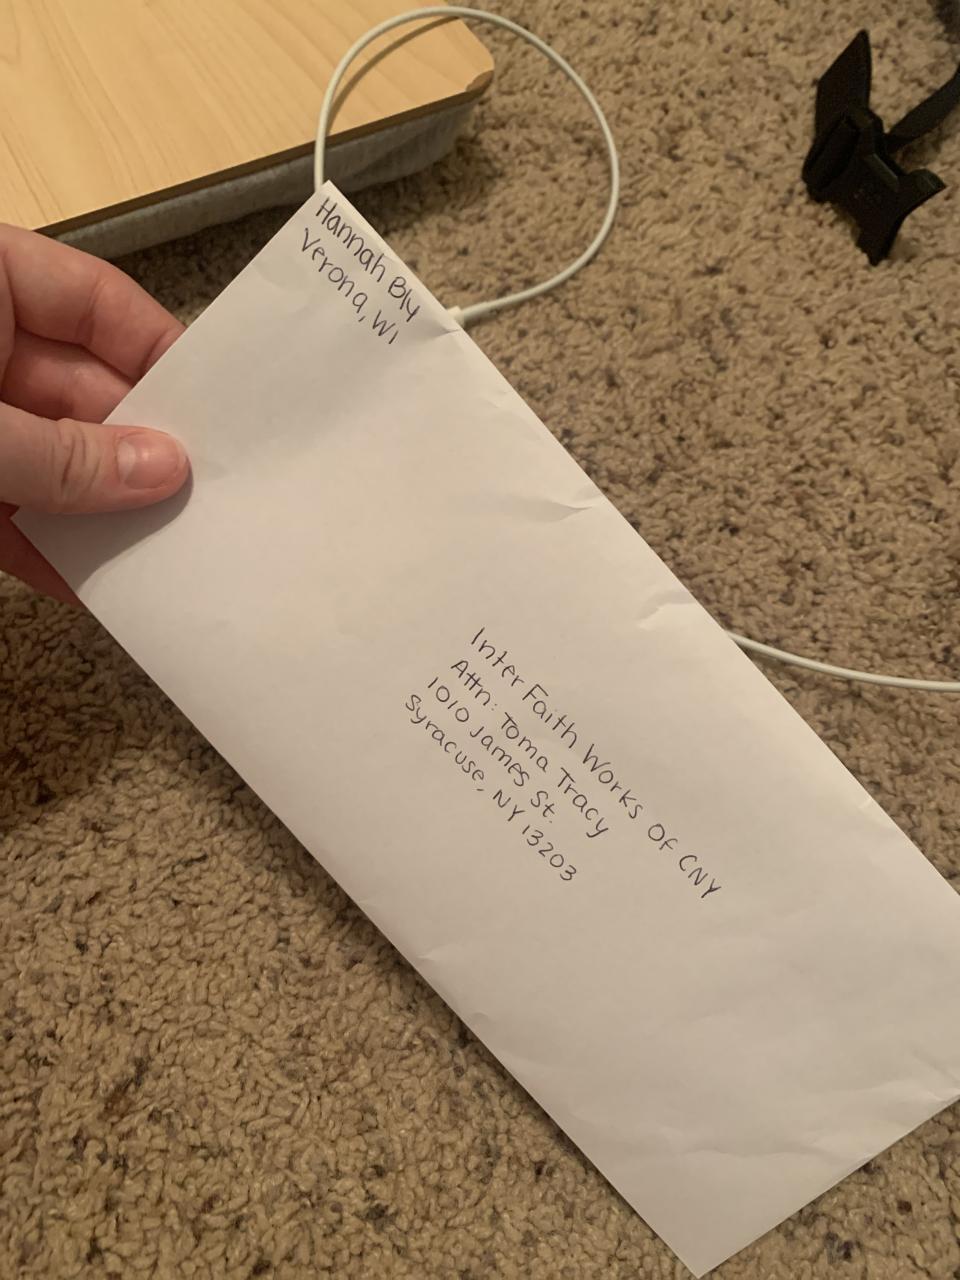 Hannah Bly
Verona, WI
Inter Faith Works Of CNY
Attn: Toma Tracy
1010 James St.
Syracuse, NY 13203